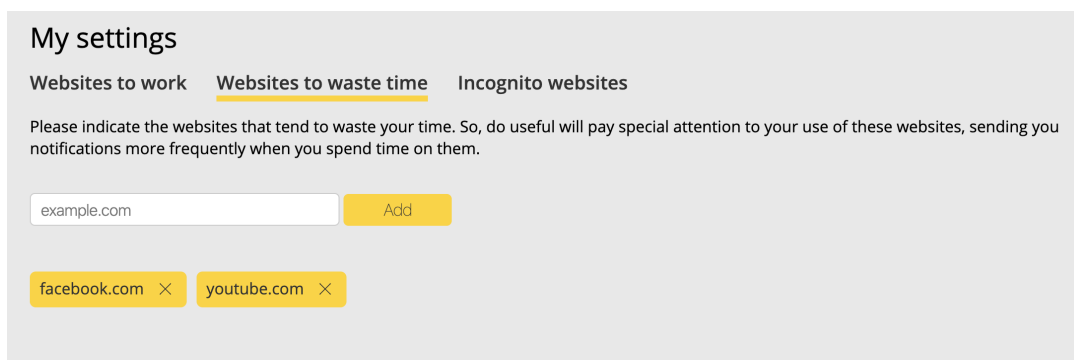 My settings
Websites to work Websites to waste time Incognito websites
Please indicate the websites that tend to waste your time. So, do useful will pay special attention to your use of these websites, sending you
notifications more frequently when you spend time on them.
example.com Add
facebook.com youtube.com